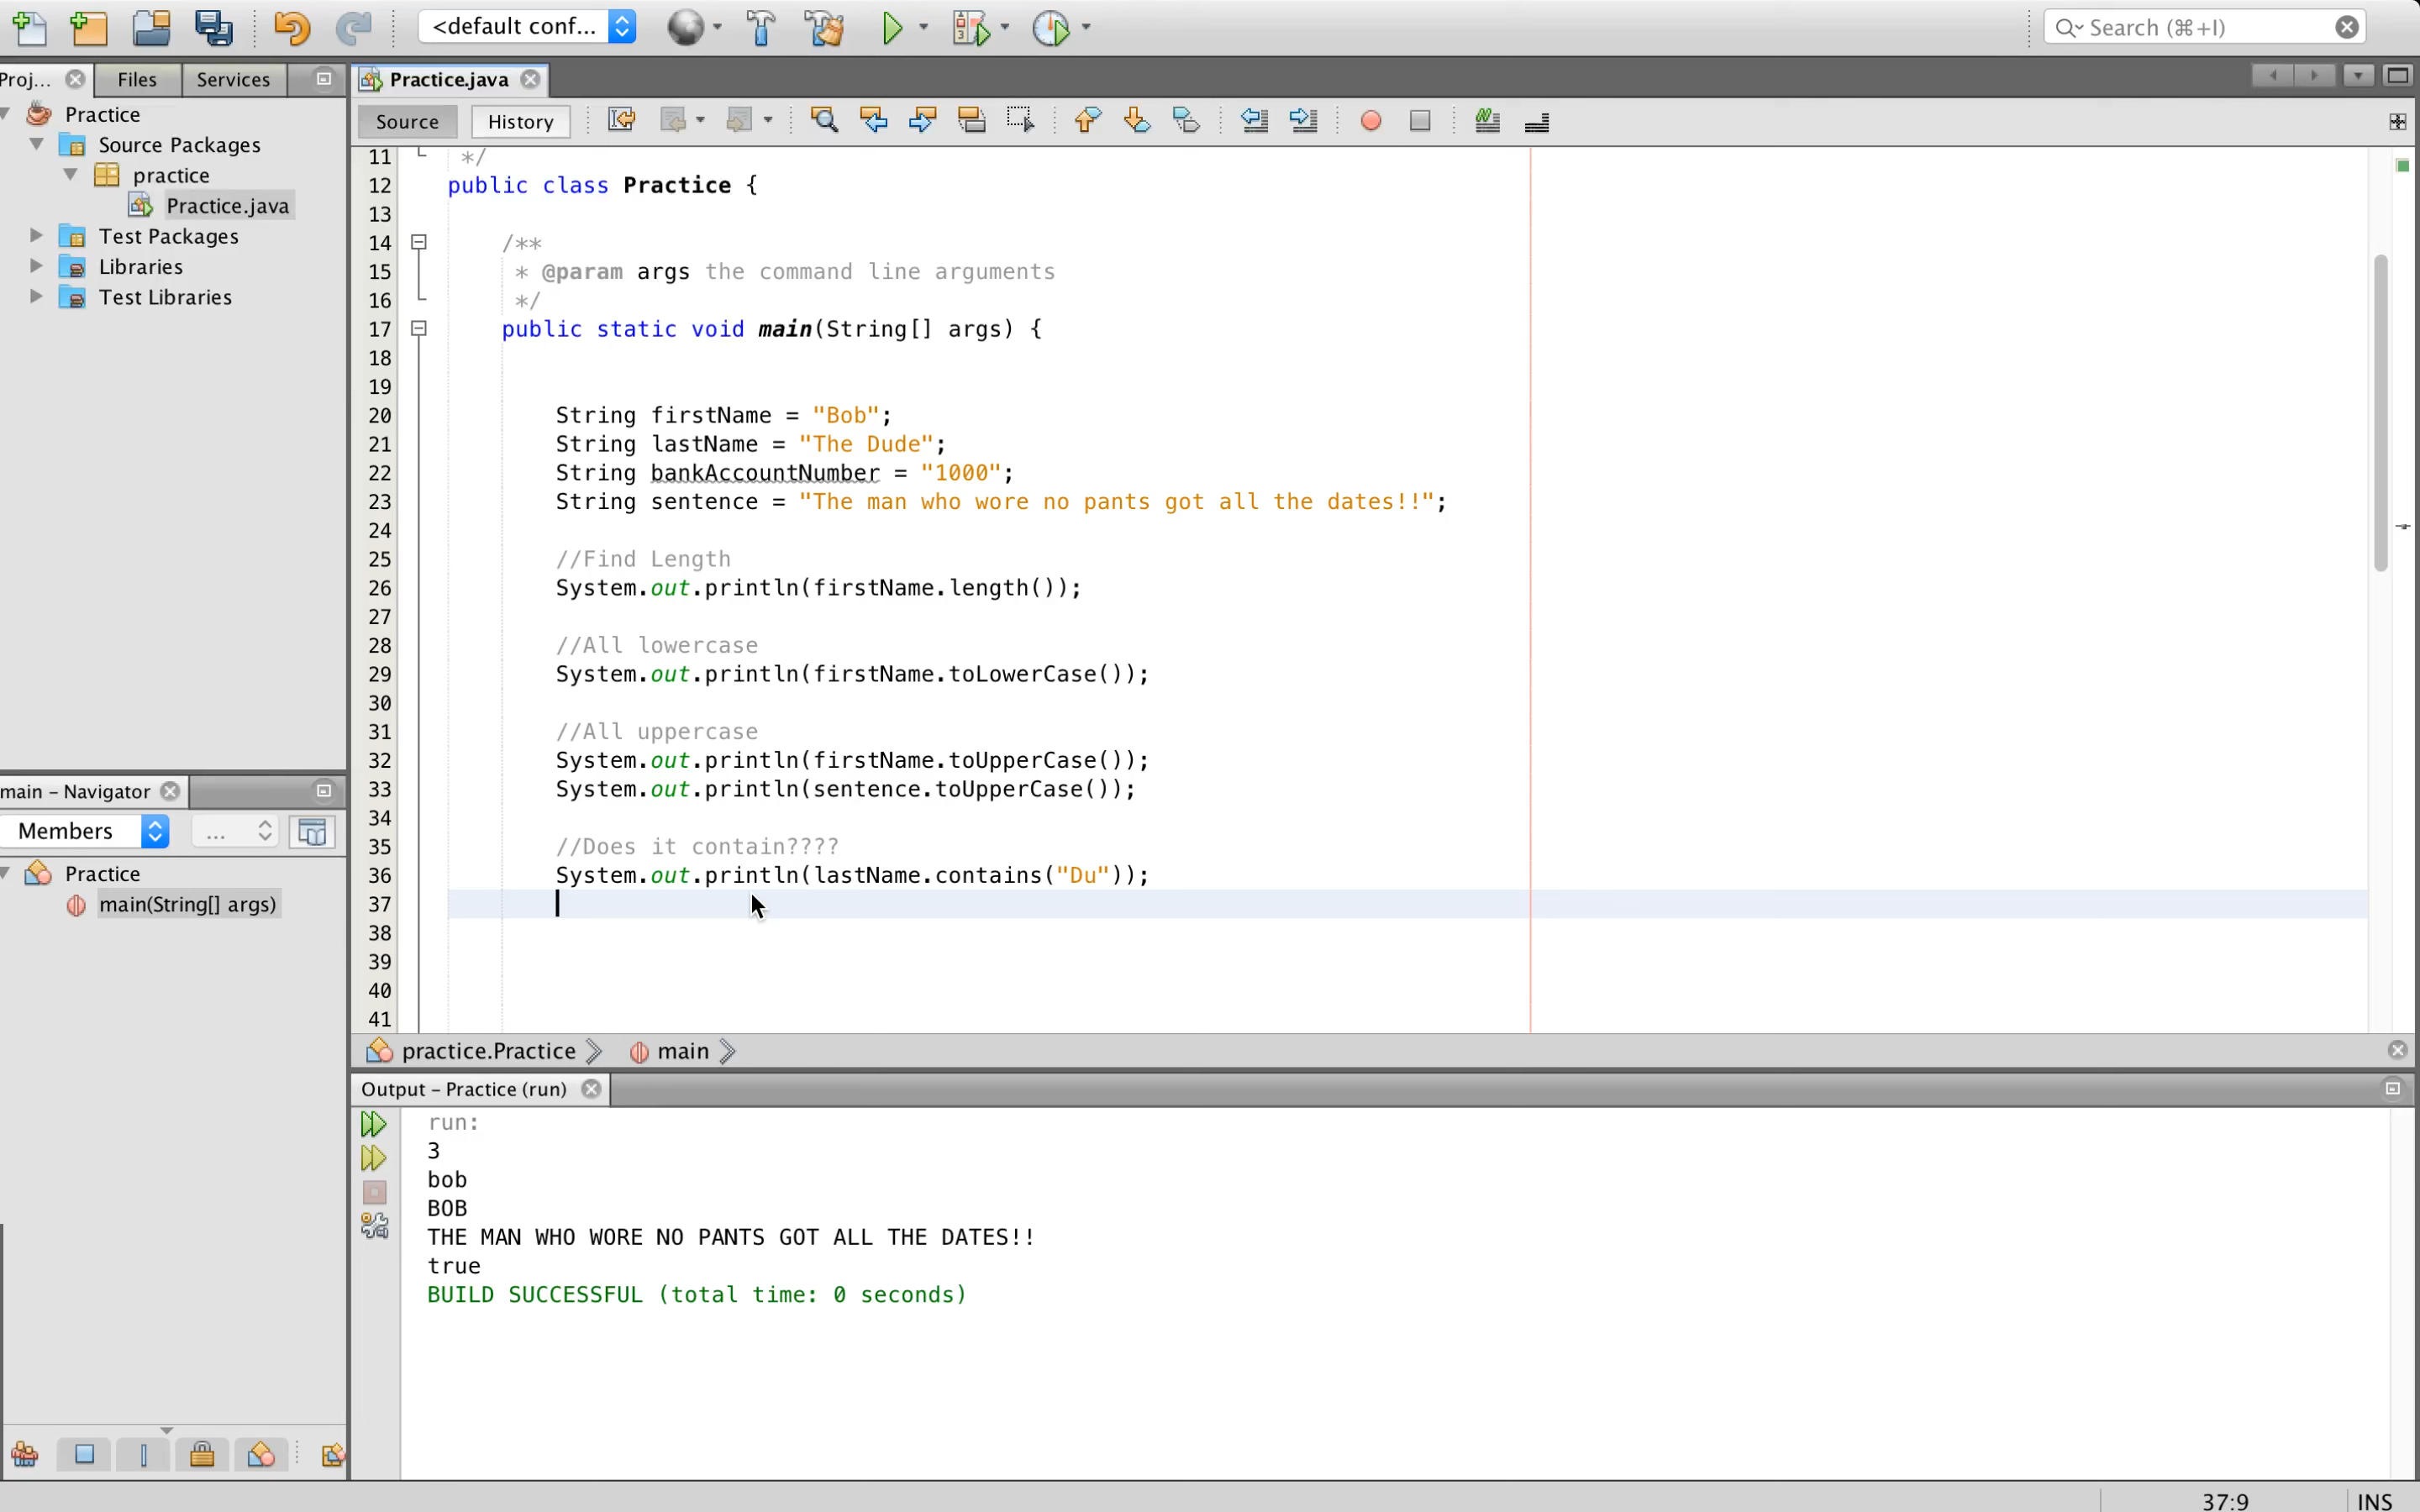 <default conf...
Search (⌘+I)
Proj...
Files
Services
Practice.java
Practice
Source Packages
practice
Practice.java
Test Packages
Libraries
Test Libraries
Source
History
11 */
12 public class Practice {
13
14 /**
15 * @param args the command line arguments
16 */
17 public static void main(String[] args) {
18
19
20 String firstName = "Bob";
21 String lastName = "The Dude";
22 String bankAccountNumber = "1000";
23 String sentence = "The man who wore no pants got all the dates!!";
24
25 //Find Length
26 System.out.println(firstName.length());
27
28 //All lowercase
29 System.out.println(firstName.toLowerCase());
30
31 //All uppercase
32 System.out.println(firstName.toUpperCase());
33 System.out.println(sentence.toUpperCase());
34
35 //Does it contain????
36 System.out.println(lastName.contains("Du"));
37
38
39
40
41
main – Navigator
Members
...
Practice
main(String[] args)
practice.Practice
main
Output – Practice (run)
run:
3
bob
BOB
THE MAN WHO WORE NO PANTS GOT ALL THE DATES!!
true
BUILD SUCCESSFUL (total time: 0 seconds)
37:9
INS